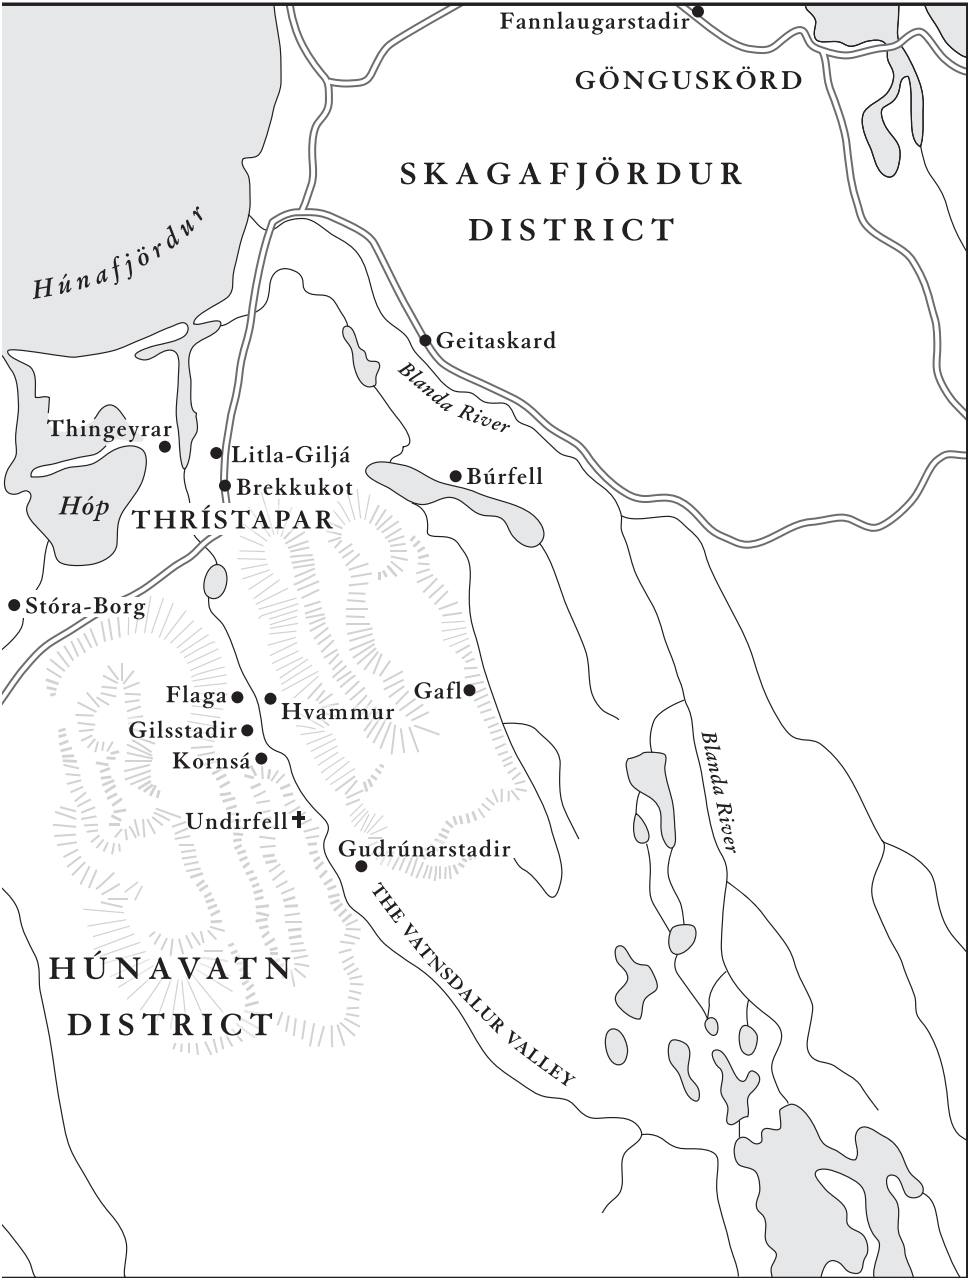 Fannlaugarstadir
GÖNGUSKÖRD
SKAGAFJÖRDUR
DISTRICT
Húnafjördur
Geitaskard
Blanda River
Thingeyrar
Litla-Giljá
Búrfell
Brekkukot
Hóp
THRÍSTAPAR
Stóra-Borg
Flaga
Gafl
Hvammur
Gilsstadir
Kornsá
Blanda River
Undirfell
Gudrúnarstadir
THE VATNSDALUR VALLEY
HÚNAVATN
DISTRICT